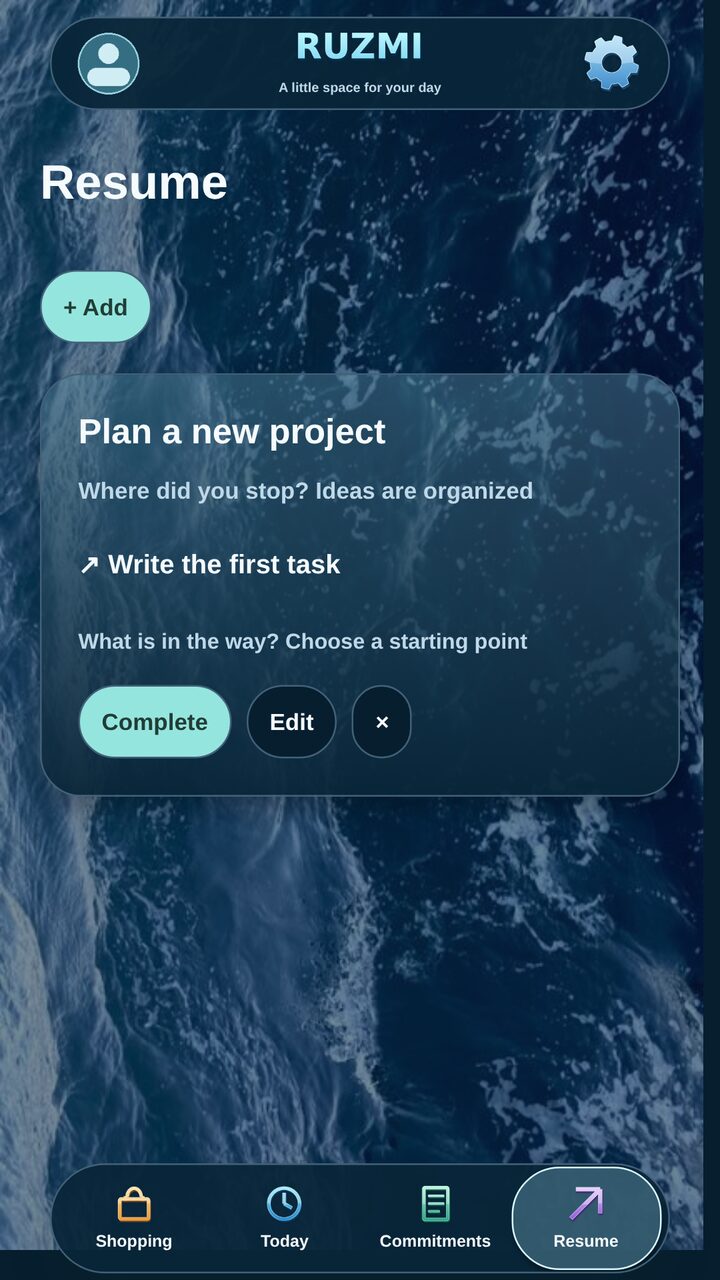 RUZMI
A little space for your day
Resume
+ Add
Plan a new project
Where did you stop? Ideas are organized
↗ Write the first task
What is in the way? Choose a starting point
Complete
Edit
×
Shopping
Today
Commitments
Resume